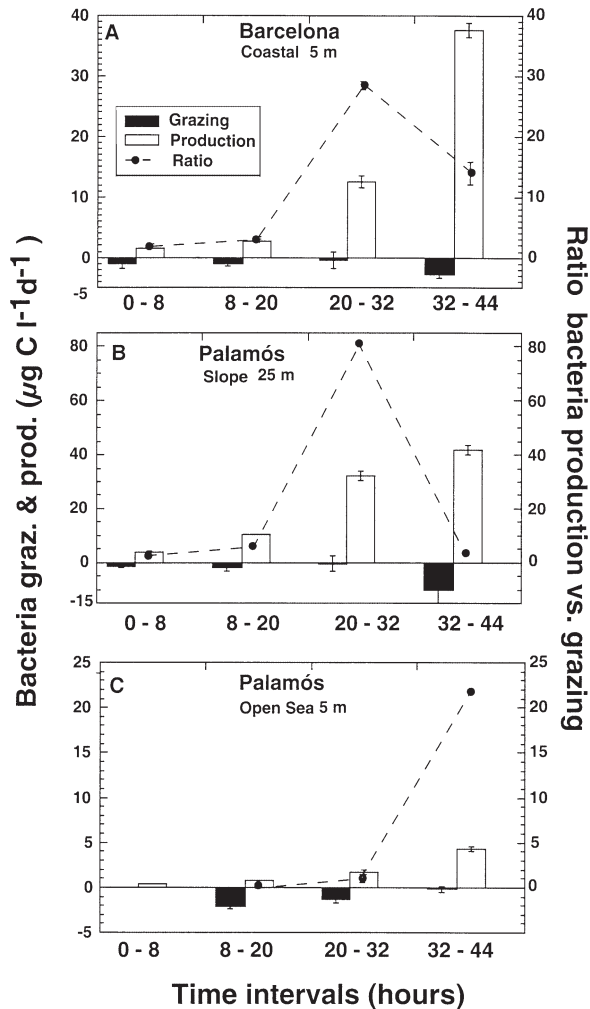 A
Barcelona
Coastal 5 m
Grazing
Production
Ratio
40
30
20
10
0
-5
40
30
20
10
0
0 - 8
8 - 20
20 - 32
32 - 44
B
Palamós
Slope 25 m
80
60
40
20
0
-15
80
60
40
20
0
0 - 8
8 - 20
20 - 32
32 - 44
C
Palamós
Open Sea 5 m
25
20
15
10
5
0
-5
25
20
15
10
5
0
0 - 8
8 - 20
20 - 32
32 - 44
Time intervals (hours)
Bacteria graz. & prod. (µg C l-1d-1 )
Ratio bacteria production vs. grazing